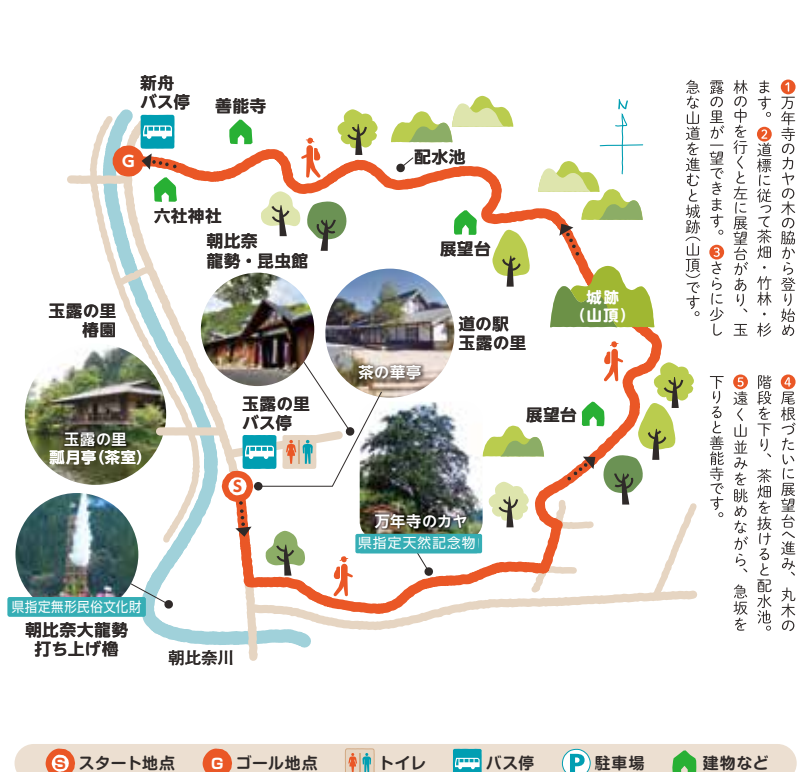 ❶万年寺のカヤの木の脇から登り始め
ます。❷道標に従って茶畑・竹林・杉
林の中を行くと左に展望台があり、玉
露の里が一望できます。❸さらに少し
急な山道を進むと城跡(山頂)です。
❹尾根づたいに展望台へ進み、丸木の
階段を下り、茶畑を抜けると配水池。
❺遠く山並みを眺めながら、急坂を
下りると善能寺です。
新舟
バス停
善能寺
G
六社神社
配水池
N
朝比奈
龍勢・昆虫館
展望台
城跡
(山頂)
玉露の里
椿園
道の駅
玉露の里
茶の華亭
玉露の里
瓢月亭(茶室)
玉露の里
バス停
展望台
S
万年寺のカヤ
県指定天然記念物
県指定無形民俗文化財
朝比奈大龍勢
打ち上げ櫓
朝比奈川
S スタート地点
G ゴール地点
トイレ
バス停
P 駐車場
建物など